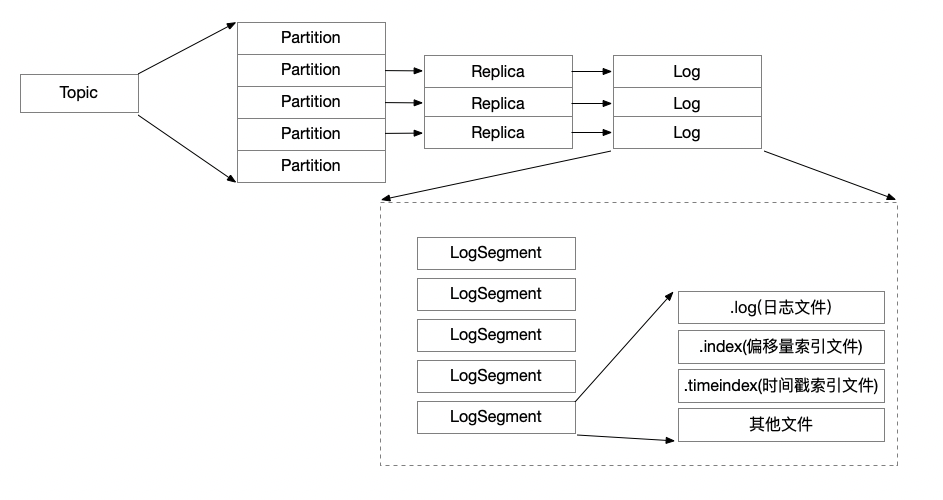 Topic
Partition
Partition
Partition
Partition
Partition
Replica
Replica
Replica
Log
Log
Log
LogSegment
LogSegment
LogSegment
LogSegment
LogSegment
.log(日志文件)
.index(偏移量索引文件)
.timeindex(时间戳索引文件)
其他文件